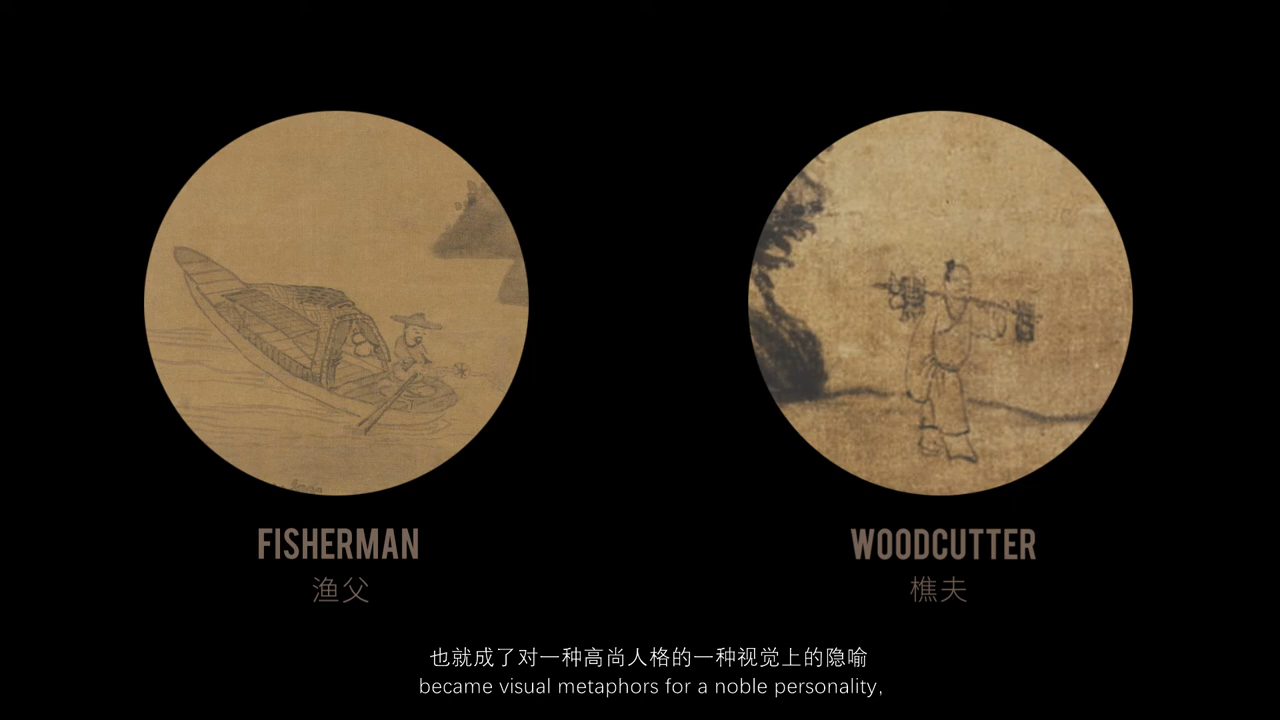 FISHERMAN
渔父
WOODCUTTER
樵夫
也就成了对一种高尚人格的一种视觉上的隐喻
became visual metaphors for a noble personality,